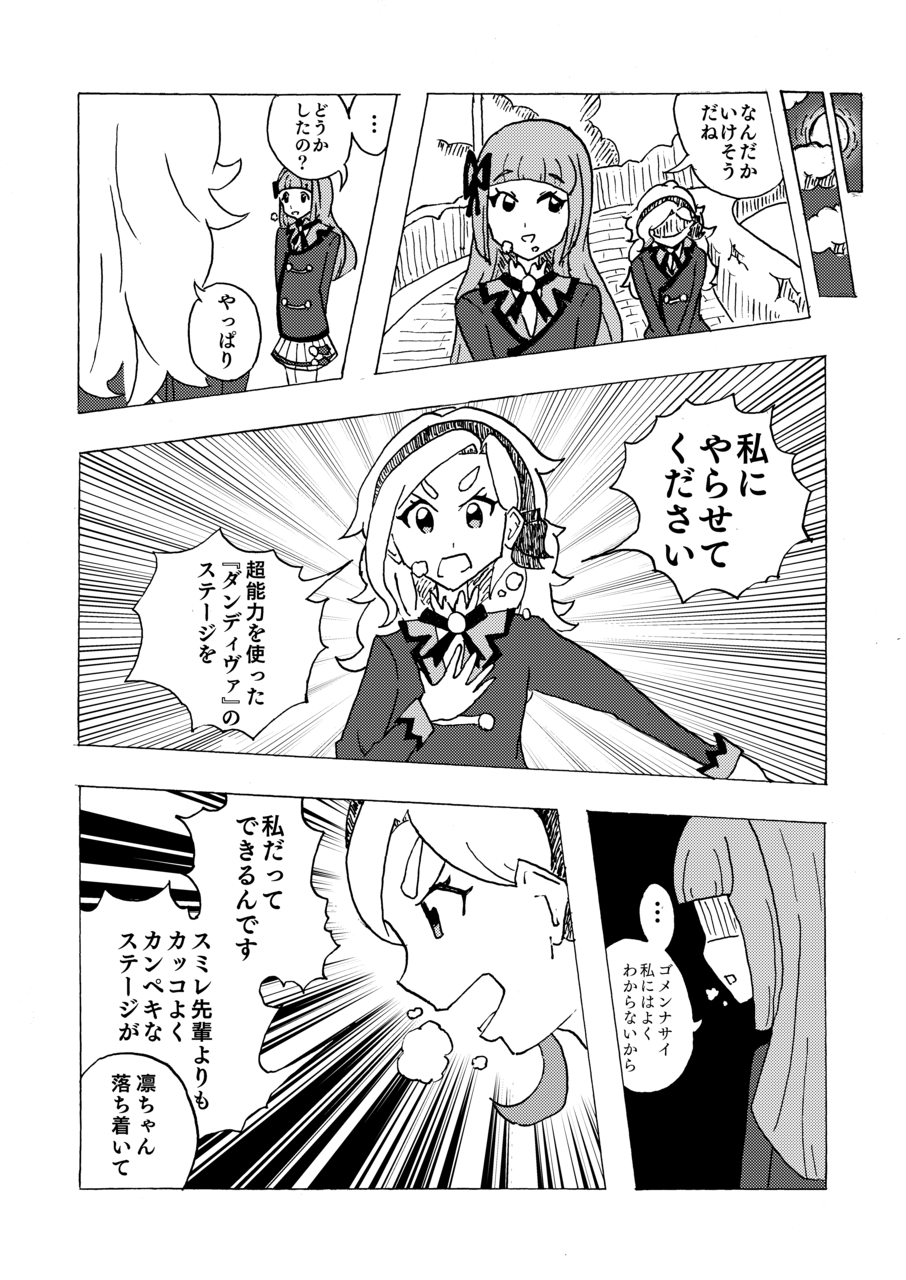 なんだか
いけそう
だね
…
どうか
したの？
やっぱり
私に
やらせて
ください
超能力を使った
『ダンディヴァ』の
ステージを
…
ゴメンナサイ
私にはよく
わからないから
私だって
できるんです
スミレ先輩よりも
カッコよく
カンペキな
ステージが
凛ちゃん
落ち着いて